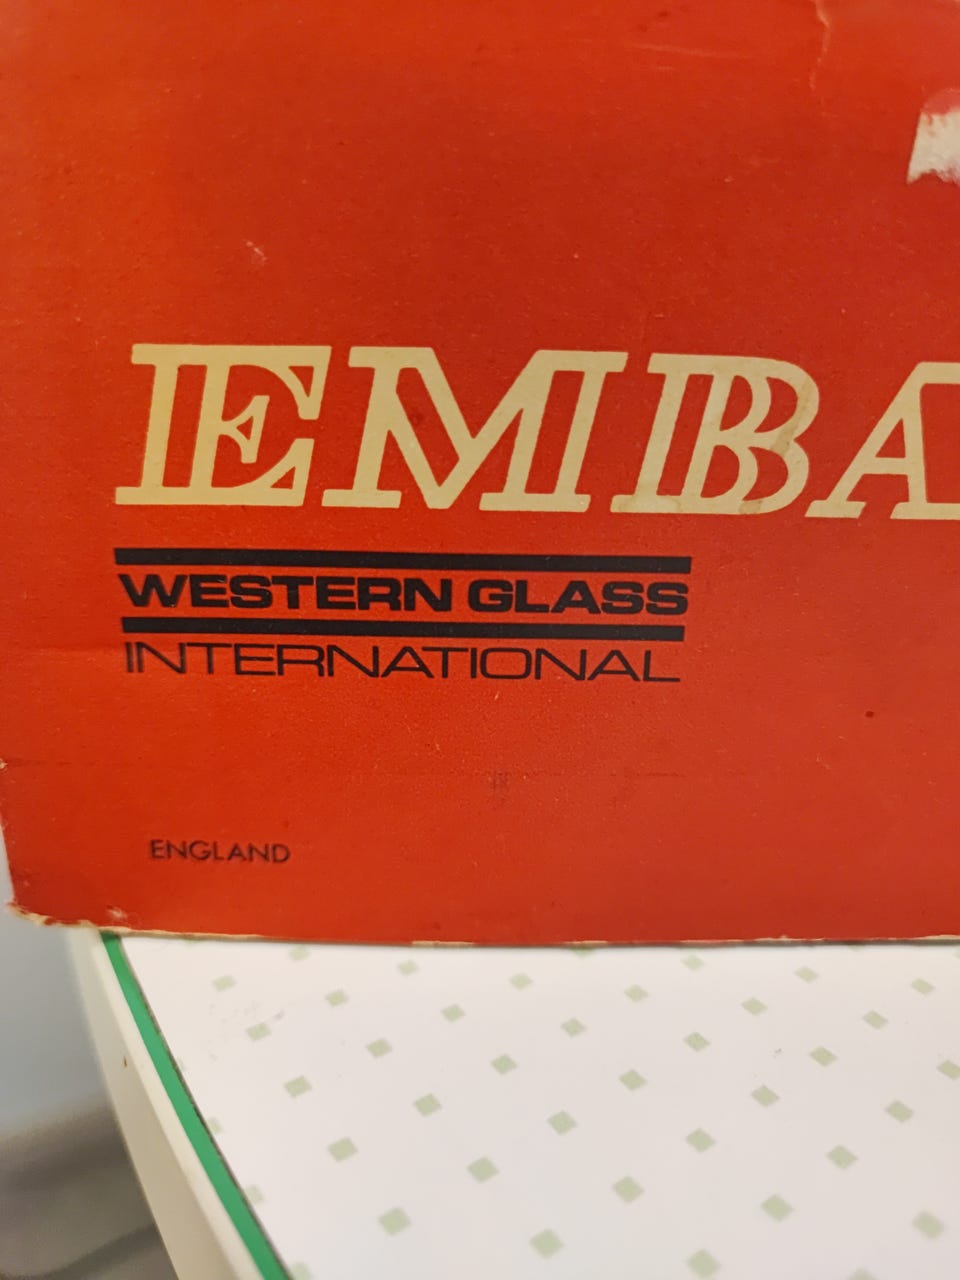 EMBA
WESTERN GLASS
INTERNATIONAL
ENGLAND